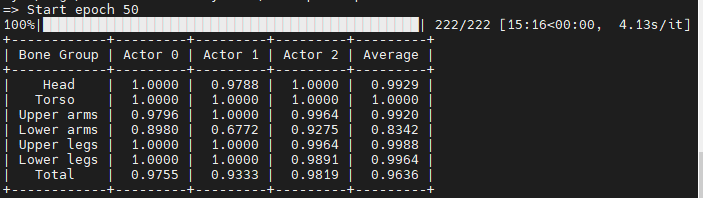 => Start epoch 50
100%| | 222/222 [15:16<00:00, 4.13s/it]
+------------+---------+---------+---------+---------+
| Bone Group | Actor 0 | Actor 1 | Actor 2 | Average |
+------------+---------+---------+---------+---------+
| Head | 1.0000 | 0.9788 | 1.0000 | 0.9929 |
| Torso | 1.0000 | 1.0000 | 1.0000 | 1.0000 |
| Upper arms | 0.9796 | 1.0000 | 0.9964 | 0.9920 |
| Lower arms | 0.8980 | 0.6772 | 0.9275 | 0.8342 |
| Upper legs | 1.0000 | 1.0000 | 0.9964 | 0.9988 |
| Lower legs | 1.0000 | 1.0000 | 0.9891 | 0.9964 |
| Total | 0.9755 | 0.9333 | 0.9819 | 0.9636 |
+------------+---------+---------+---------+---------+